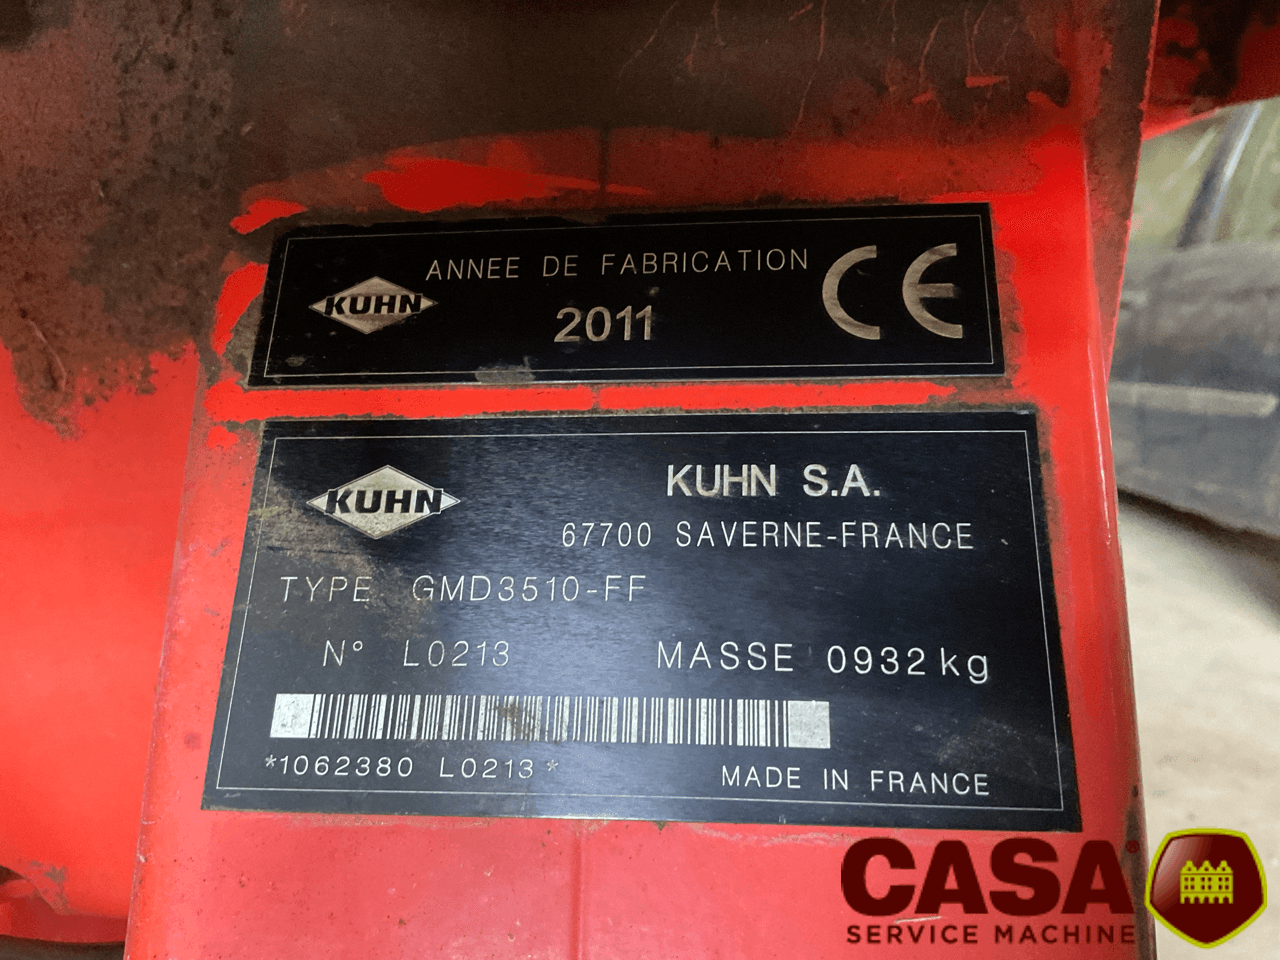 KUHN
ANNEE DE FABRICATION
2011
CE
KUHN
KUHN S.A.
67700 SAVERNE-FRANCE
TYPE GMD3510-FF
N° L0213 MASSE 0932 kg
*1062380 L0213*
MADE IN FRANCE
CASA®
SERVICE MACHINE